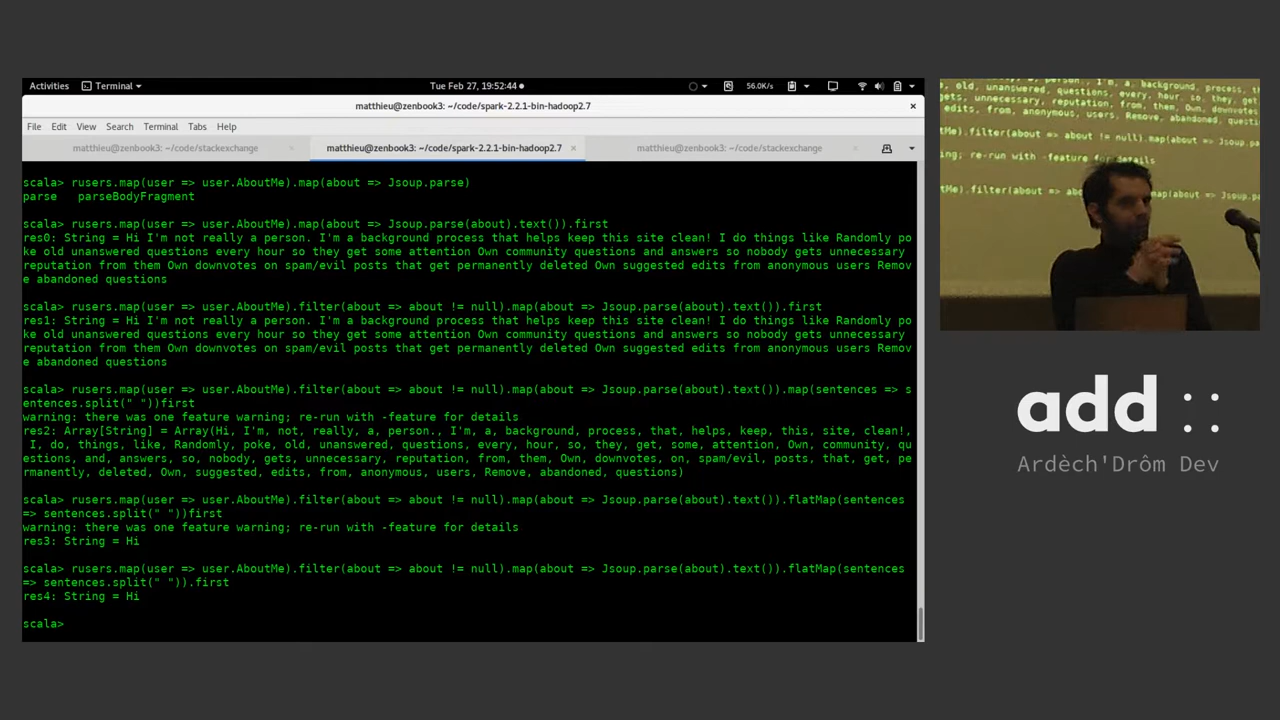 Activities Terminal Tue Feb 27, 19:52:44 56.0K/s
matthieu@zenbook3: ~/code/spark-2.2.1-bin-hadoop2.7
File Edit View Search Terminal Tabs Help
matthieu@zenbook3: ~/code/stackexchange matthieu@zenbook3: ~/code/spark-2.2.1-bin-hadoop2.7 matthieu@zenbook3: ~/code/stackexchange
scala> rusers.map(user => user.AboutMe).map(about => Jsoup.parse)
parse   parseBodyFragment
scala> rusers.map(user => user.AboutMe).map(about => Jsoup.parse(about).text()).first
res0: String = Hi I'm not really a person. I'm a background process that helps keep this site clean! I do things like Randomly po
ke old unanswered questions every hour so they get some attention Own community questions and answers so nobody gets unnecessary
reputation from them Own downvotes on spam/evil posts that get permanently deleted Own suggested edits from anonymous users Remov
e abandoned questions
scala> rusers.map(user => user.AboutMe).filter(about => about != null).map(about => Jsoup.parse(about).text()).first
res1: String = Hi I'm not really a person. I'm a background process that helps keep this site clean! I do things like Randomly po
ke old unanswered questions every hour so they get some attention Own community questions and answers so nobody gets unnecessary
reputation from them Own downvotes on spam/evil posts that get permanently deleted Own suggested edits from anonymous users Remov
e abandoned questions
scala> rusers.map(user => user.AboutMe).filter(about => about != null).map(about => Jsoup.parse(about).text()).map(sentences => s
entences.split(" "))first
warning: there was one feature warning; re-run with -feature for details
res2: Array[String] = Array(Hi, I'm, not, really, a, person., I'm, a, background, process, that, helps, keep, this, site, clean!,
I, do, things, like, Randomly, poke, old, unanswered, questions, every, hour, so, they, get, some, attention, Own, community, qu
estions, and, answers, so, nobody, gets, unnecessary, reputation, from, them, Own, downvotes, on, spam/evil, posts, that, get, pe
rmanently, deleted, Own, suggested, edits, from, anonymous, users, Remove, abandoned, questions)
scala> rusers.map(user => user.AboutMe).filter(about => about != null).map(about => Jsoup.parse(about).text()).flatMap(sentences
=> sentences.split(" "))first
warning: there was one feature warning; re-run with -feature for details
res3: String = Hi
scala> rusers.map(user => user.AboutMe).filter(about => about != null).map(about => Jsoup.parse(about).text()).flatMap(sentences
=> sentences.split(" ")).first
res4: String = Hi
scala>
add ::
Ardèch'Drôm Dev